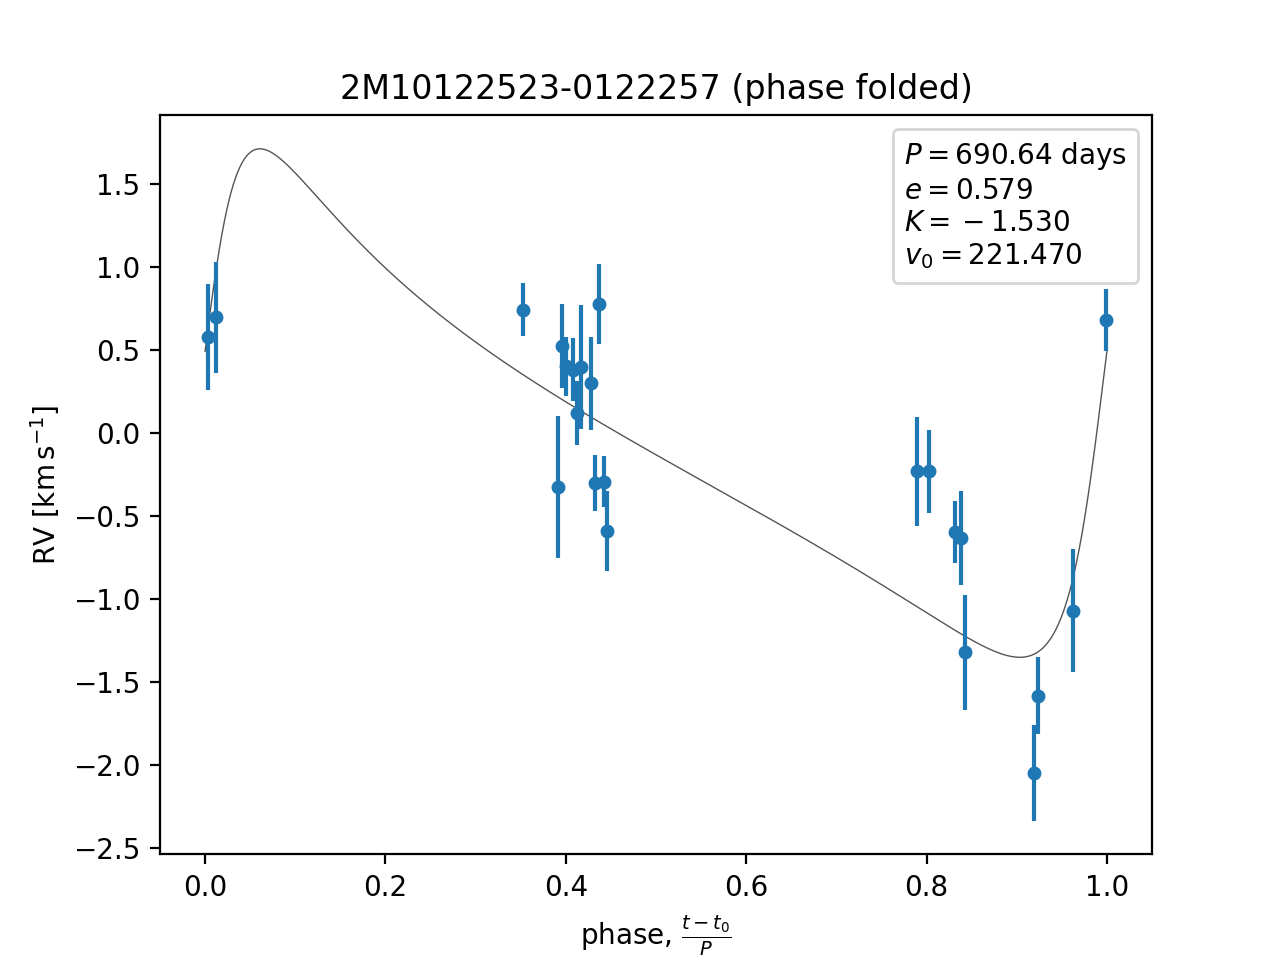 2M10122523-0122257 (phase folded)
P = 690.64 days
e = 0.579
K = −1.530
v₀ = 221.470
1.5
1.0
0.5
0.0
−0.5
−1.0
−1.5
−2.0
−2.5
RV [km s⁻¹]
0.0 0.2 0.4 0.6 0.8 1.0
phase, (t − t₀)/P